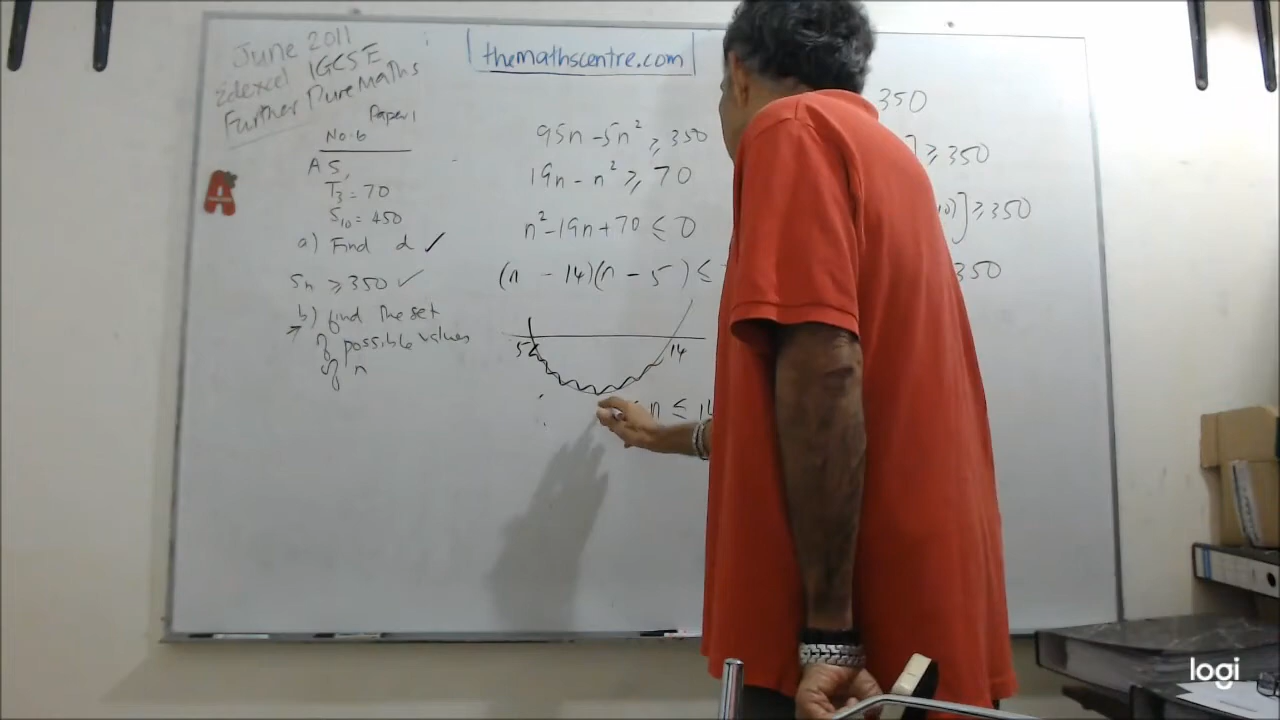 June 2011
Edexcel IGCSE
Further Pure Maths
Paper 1
No. 6
A S,
T₃ = 70
S₁₀ = 450
a) Find d ✓
Sn ≥ 350 ✓
b) find the set
of possible values
of n
themathscentre.com
95n - 5n² ≥ 350
19n - n² ≥ 70
n² - 19n + 70 ≤ 0
(n - 14)(n - 5) ≤
5 14
n ≤ 14
350
] ≥ 350
10)] ≥ 350
350
A
logi